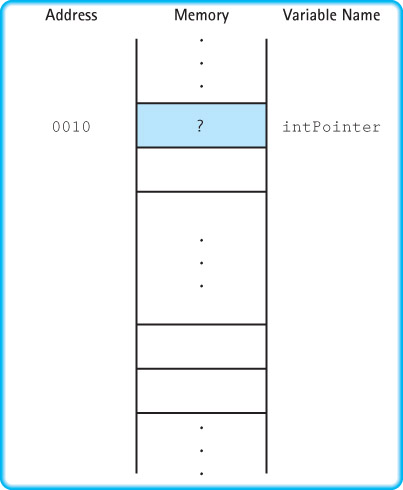 Address Memory Variable Name
0010 ? intPointer